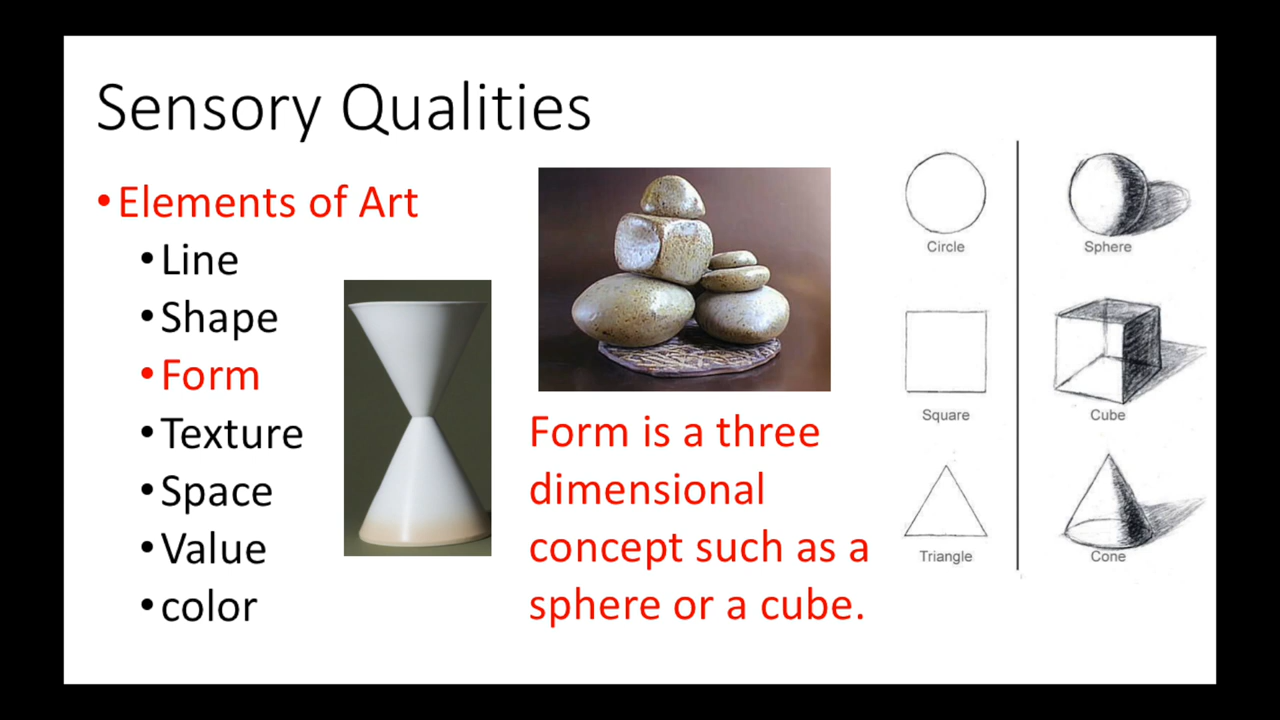 Sensory Qualities
•Elements of Art
•Line
•Shape
•Form
•Texture
•Space
•Value
•color
Form is a three
dimensional
concept such as a
sphere or a cube.
Circle
Sphere
Square
Cube
Triangle
Cone